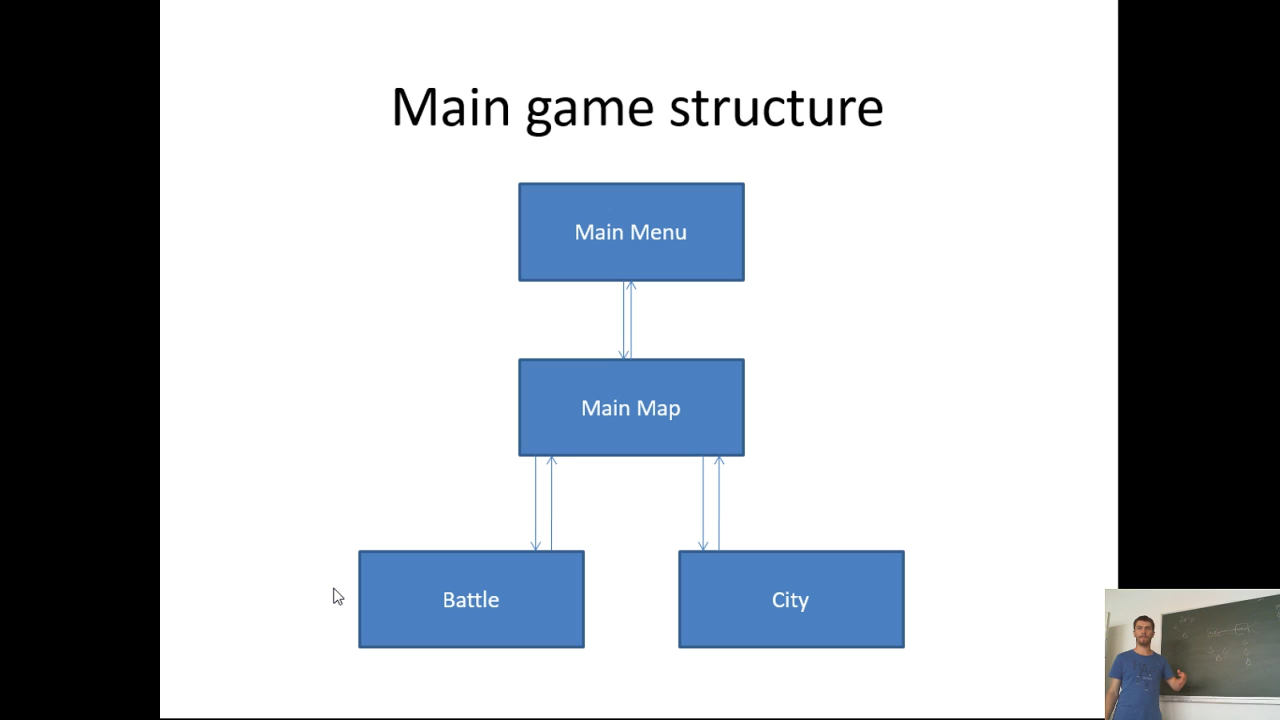 Main game structure
Main Menu
Main Map
Battle
City